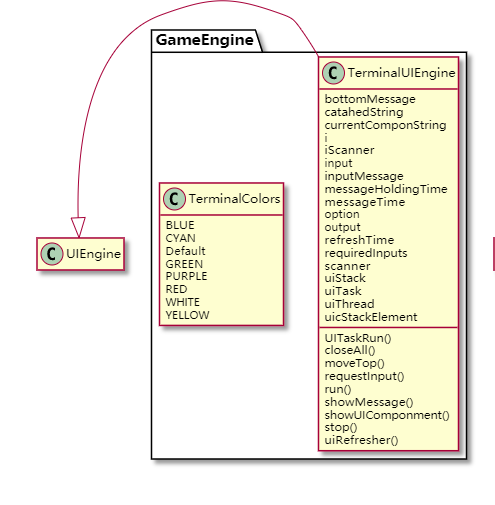 GameEngine
C TerminalUIEngine
bottomMessage
catahedString
currentComponString
i
iScanner
input
inputMessage
messageHoldingTime
messageTime
option
output
refreshTime
requiredInputs
scanner
uiStack
uiTask
uiThread
uicStackElement
UITaskRun()
closeAll()
moveTop()
requestInput()
run()
showMessage()
showUIComponment()
stop()
uiRefresher()
C TerminalColors
BLUE
CYAN
Default
GREEN
PURPLE
RED
WHITE
YELLOW
C UIEngine